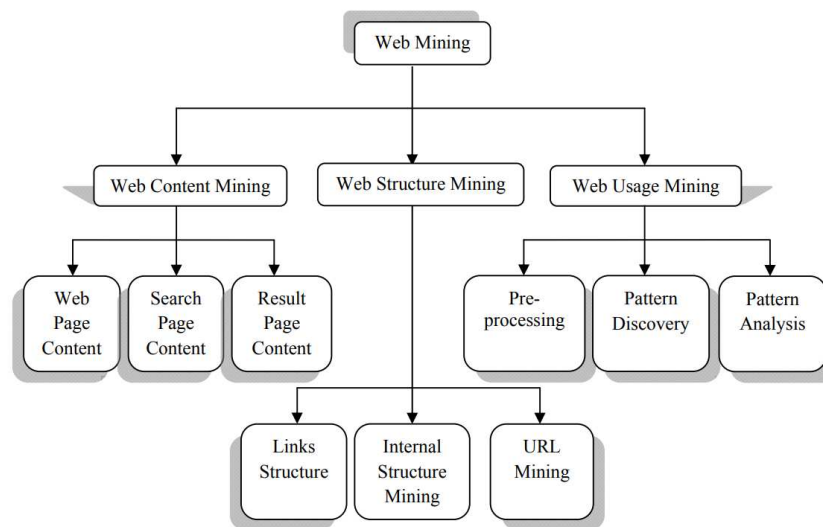 Web Mining
Web Content Mining
Web Structure Mining
Web Usage Mining
Web
Page
Content
Search
Page
Content
Result
Page
Content
Pre-
processing
Pattern
Discovery
Pattern
Analysis
Links
Structure
Internal
Structure
Mining
URL
Mining